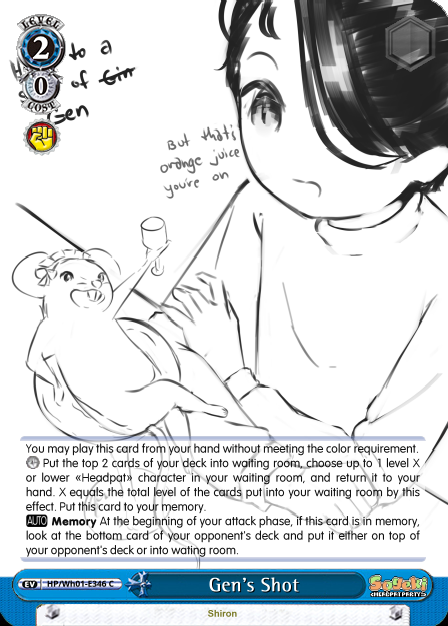 LEVEL
2
to a
0
of Gin
COST
Gen
But that's
orange juice
you're on
You may play this card from your hand without meeting the color requirement.
Put the top 2 cards of your deck into waiting room, choose up to 1 level X
or lower «Headpat» character in your waiting room, and return it to your
hand. X equals the total level of the cards put into your waiting room by this
effect. Put this card to your memory.
AUTO Memory At the beginning of your attack phase, if this card is in memory,
look at the bottom card of your opponent's deck and put it either on top of
your opponent's deck or into wating room.
EV HP/Wh01-E346 C
Gen's Shot
HEADPAT PARTY
Shiron